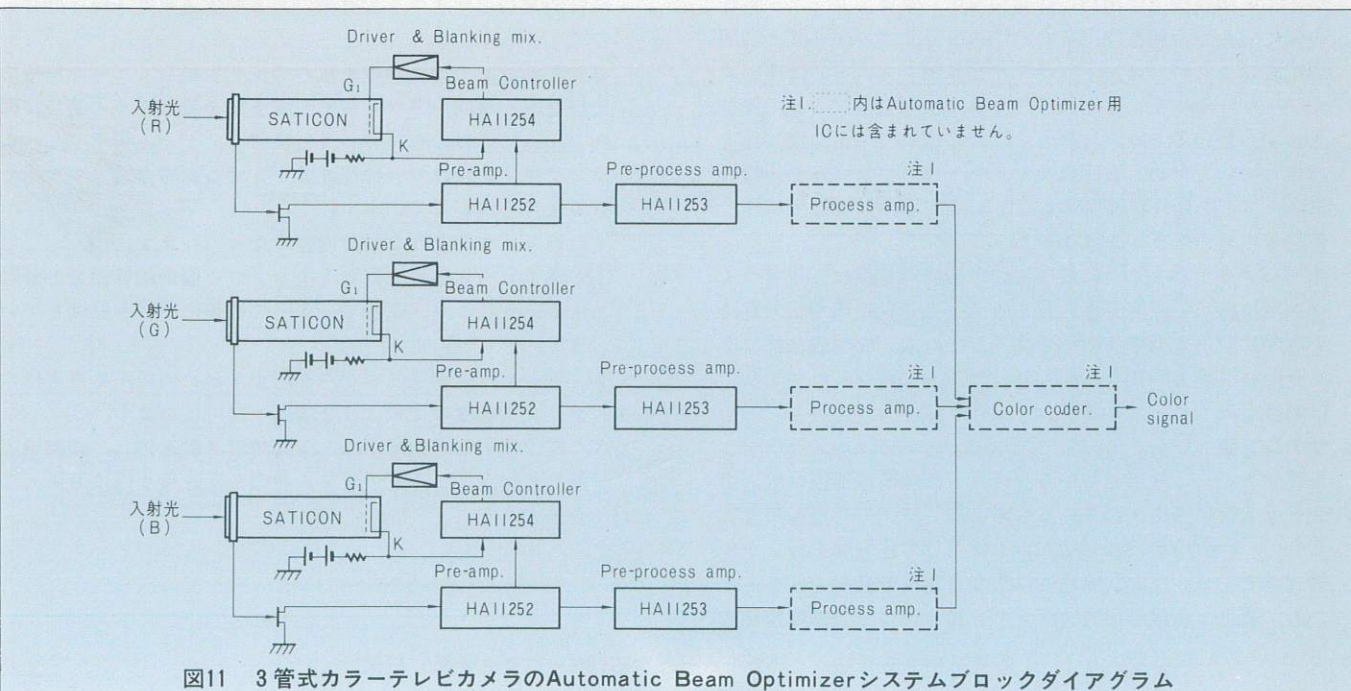 Driver & Blanking mix.
G1
Beam Controller
入射光
(R)
SATICON
HA11254
K
注1. 内はAutomatic Beam Optimizer用
ICには含まれていません。
Pre-amp.
Pre-process amp.
注1
HA11252
HA11253
Process amp.
Driver & Blanking mix.
G1
Beam Controller
入射光
(G)
SATICON
HA11254
K
Pre-amp.
Pre-process amp.
注1
注1
HA11252
HA11253
Process amp.
Color coder.
Color
signal
Driver &Blanking mix.
G1
Beam Controller
入射光
(B)
SATICON
HA11254
K
Pre-amp.
Pre-process amp.
注1
HA11252
HA11253
Process amp.
図11 3管式カラーテレビカメラのAutomatic Beam Optimizerシステムブロックダイアグラム